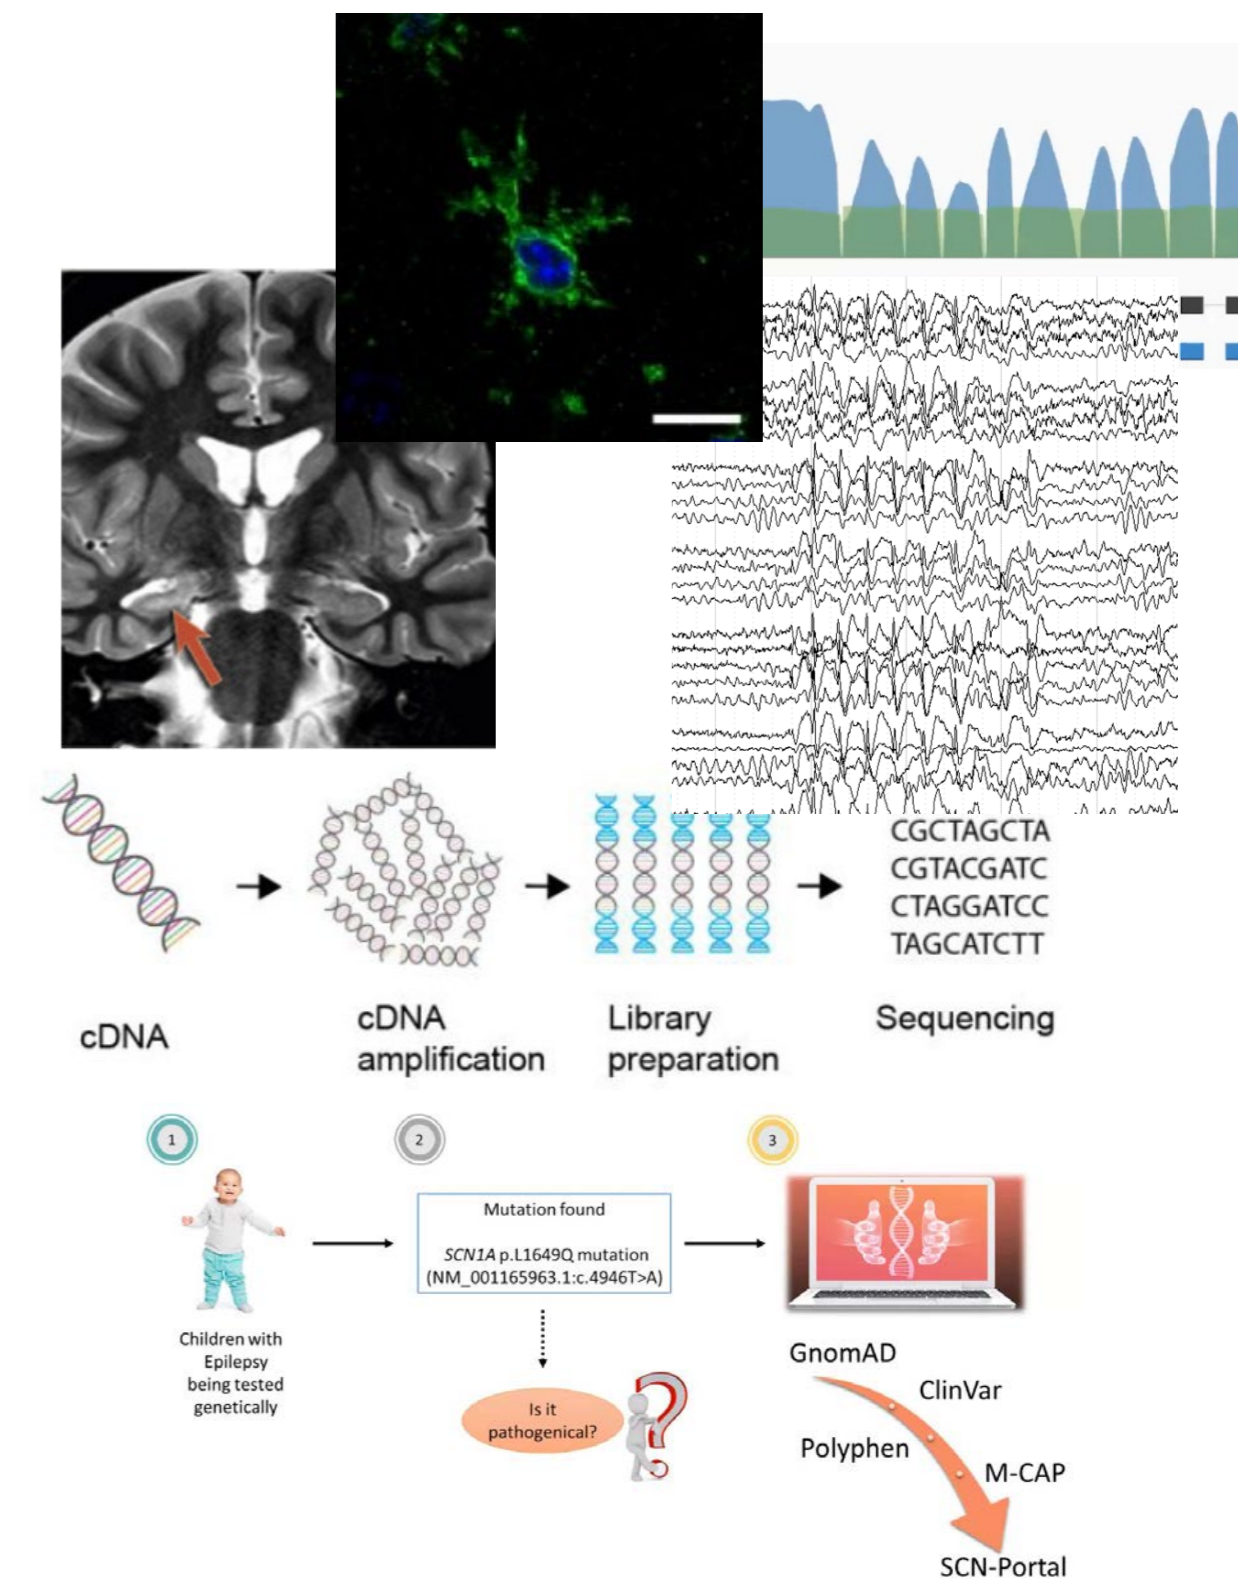 CGCTAGCTA
CGTACGATC
CTAGGATCC
TAGCATCTT
cDNA
cDNA
amplification
Library
preparation
Sequencing
1
2
3
Mutation found
SCN1A p.L1649Q mutation
(NM_001165963.1:c.4946T>A)
Children with
Epilepsy
being tested
genetically
Is it
pathogenical?
GnomAD
ClinVar
Polyphen
M-CAP
SCN-Portal